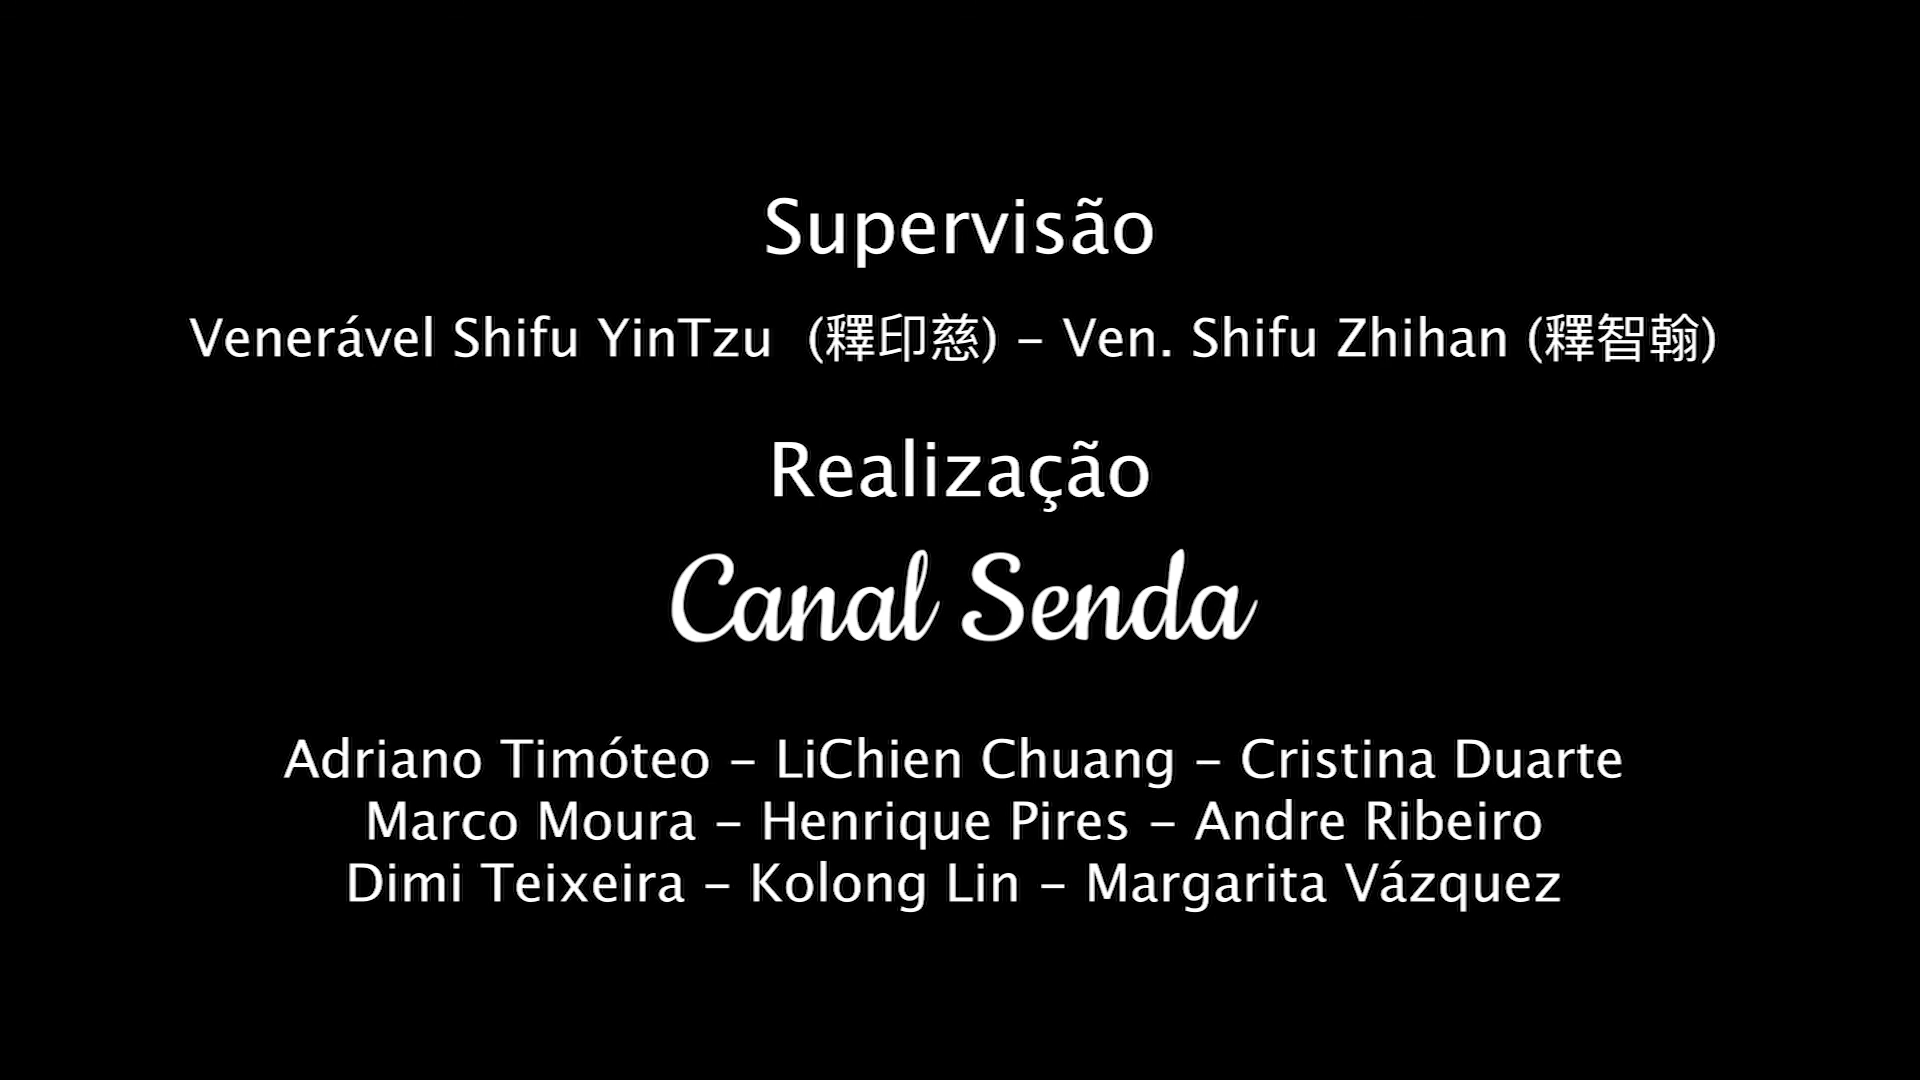 Supervisão
Venerável Shifu YinTzu (釋印慈) – Ven. Shifu Zhihan (釋智翰)
Realização
Canal Senda
Adriano Timóteo – LiChien Chuang – Cristina Duarte
Marco Moura – Henrique Pires – Andre Ribeiro
Dimi Teixeira – Kolong Lin – Margarita Vázquez